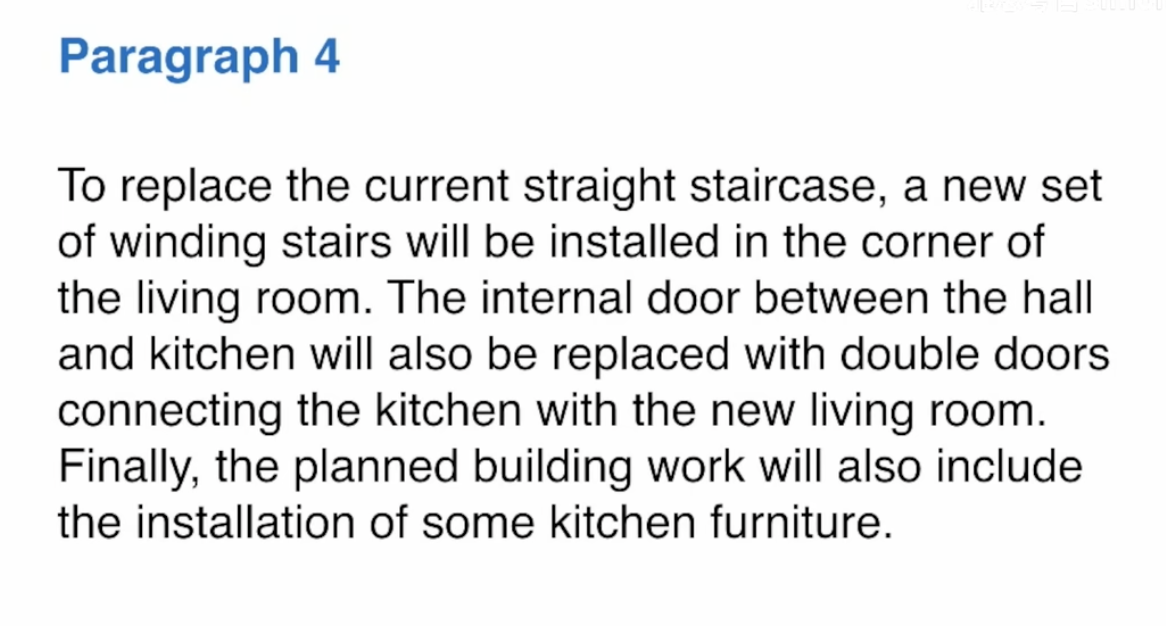 Paragraph 4
To replace the current straight staircase, a new set
of winding stairs will be installed in the corner of
the living room. The internal door between the hall
and kitchen will also be replaced with double doors
connecting the kitchen with the new living room.
Finally, the planned building work will also include
the installation of some kitchen furniture.